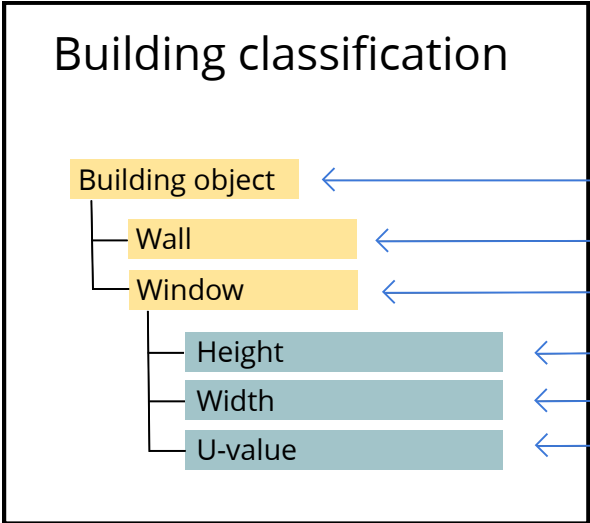 Building classification
Building object
Wall
Window
Height
Width
U-value